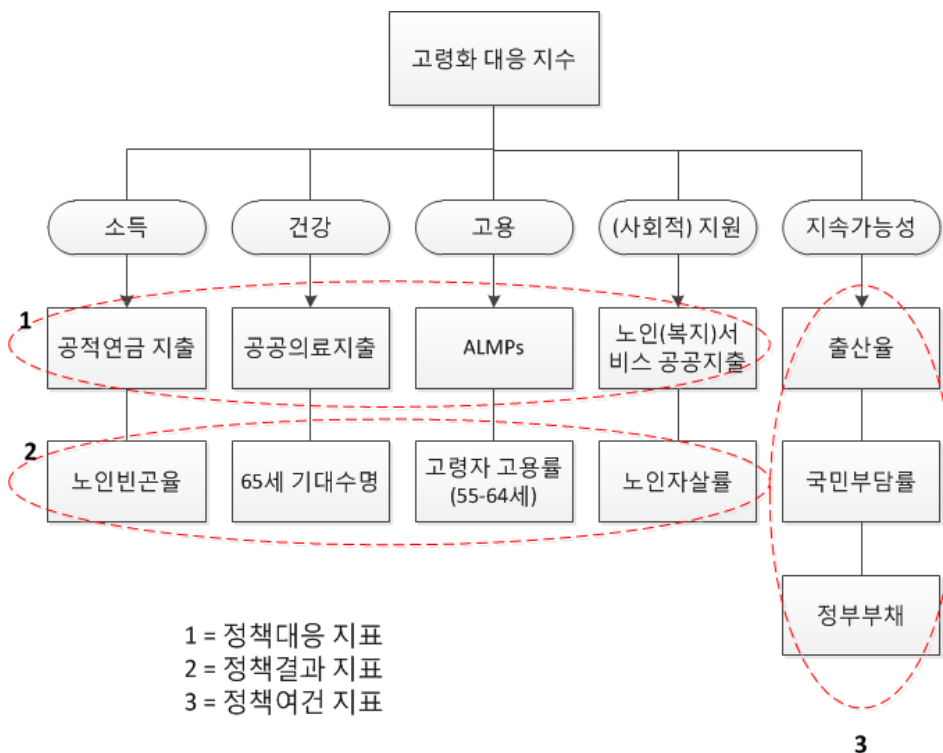 고령화 대응 지수
소득
건강
고용
(사회적) 지원
지속가능성
1
공적연금 지출
공공의료지출
ALMPs
노인(복지)서
비스 공공지출
출산율
2
노인빈곤율
65세 기대수명
고령자 고용률
(55-64세)
노인자살률
국민부담률
정부부채
1 = 정책대응 지표
2 = 정책결과 지표
3 = 정책여건 지표
3